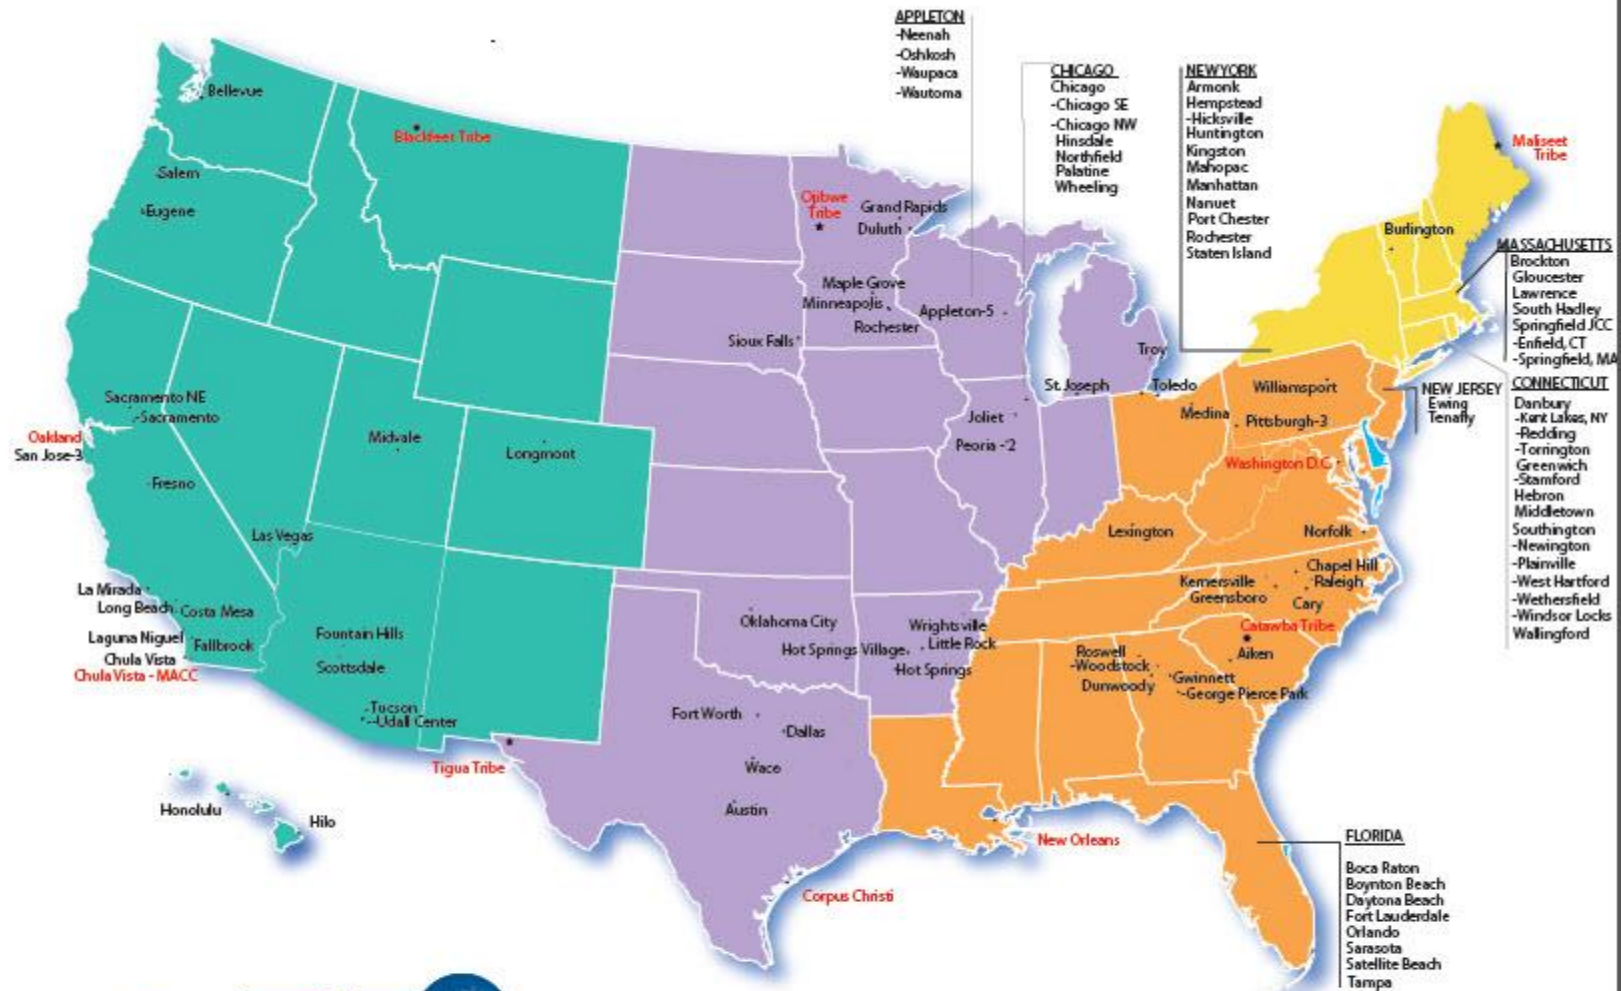 APPLETON
-Neenah
-Oshkosh
-Waupaca
-Wautoma
CHICAGO
Chicago
-Chicago SE
-Chicago NW
Hinsdale
Northfield
Palatine
Wheeling
NEWYORK
Armonk
Hempstead
-Hicksville
Huntington
Kingston
Mahopac
Manhattan
Nanuet
Port Chester
Rochester
Staten Island
Bellevue
Blackfeet Tribe
Salem
Eugene
Ojibwe
Tribe
Grand Rapids
Duluth
Maple Grove
Minneapolis
Rochester
Appleton-5
Sioux Falls
Troy
St. Joseph
Toledo
Joliet
Peoria -2
Medina
Williamsport
Pittsburgh-3
Washington D.C
Burlington
Maliseet
Tribe
MASSACHUSETTS
Brockton
Gloucester
Lawrence
South Hadley
Springfield JCC
-Enfield, CT
-Springfield, MA
NEW JERSEY
Ewing
Tenafly
CONNECTICUT
Danbury
-Kent Lakes, NY
-Redding
-Torrington
Greenwich
-Stamford
Hebron
Middletown
Southington
-Newington
-Plainville
-West Hartford
-Wethersfield
-Windsor Locks
Wallingford
Sacramento NE
-Sacramento
Oakland
San Jose-3
-Fresno
Midvale
Longmont
Las Vegas
La Mirada
Long Beach
Costa Mesa
Laguna Niguel
Fallbrook
Chula Vista
Chula Vista - MACC
Fountain Hills
Scottsdale
-Tucson
--Udall Center
Tigua Tribe
Honolulu
Hilo
Oklahoma City
Wrightsville
Little Rock
Hot Springs Village
Hot Springs
Fort Worth
Dallas
Waco
Austin
Corpus Christi
New Orleans
Lexington
Norfolk
Chapel Hill
Kernersville
Raleigh
Greensboro
Cary
Catawba Tribe
Aiken
Roswell
-Woodstock
Dunwoody
Gwinnett
-George Pierce Park
FLORIDA
Boca Raton
Boynton Beach
Daytona Beach
Fort Lauderdale
Orlando
Sarasota
Satellite Beach
Tampa